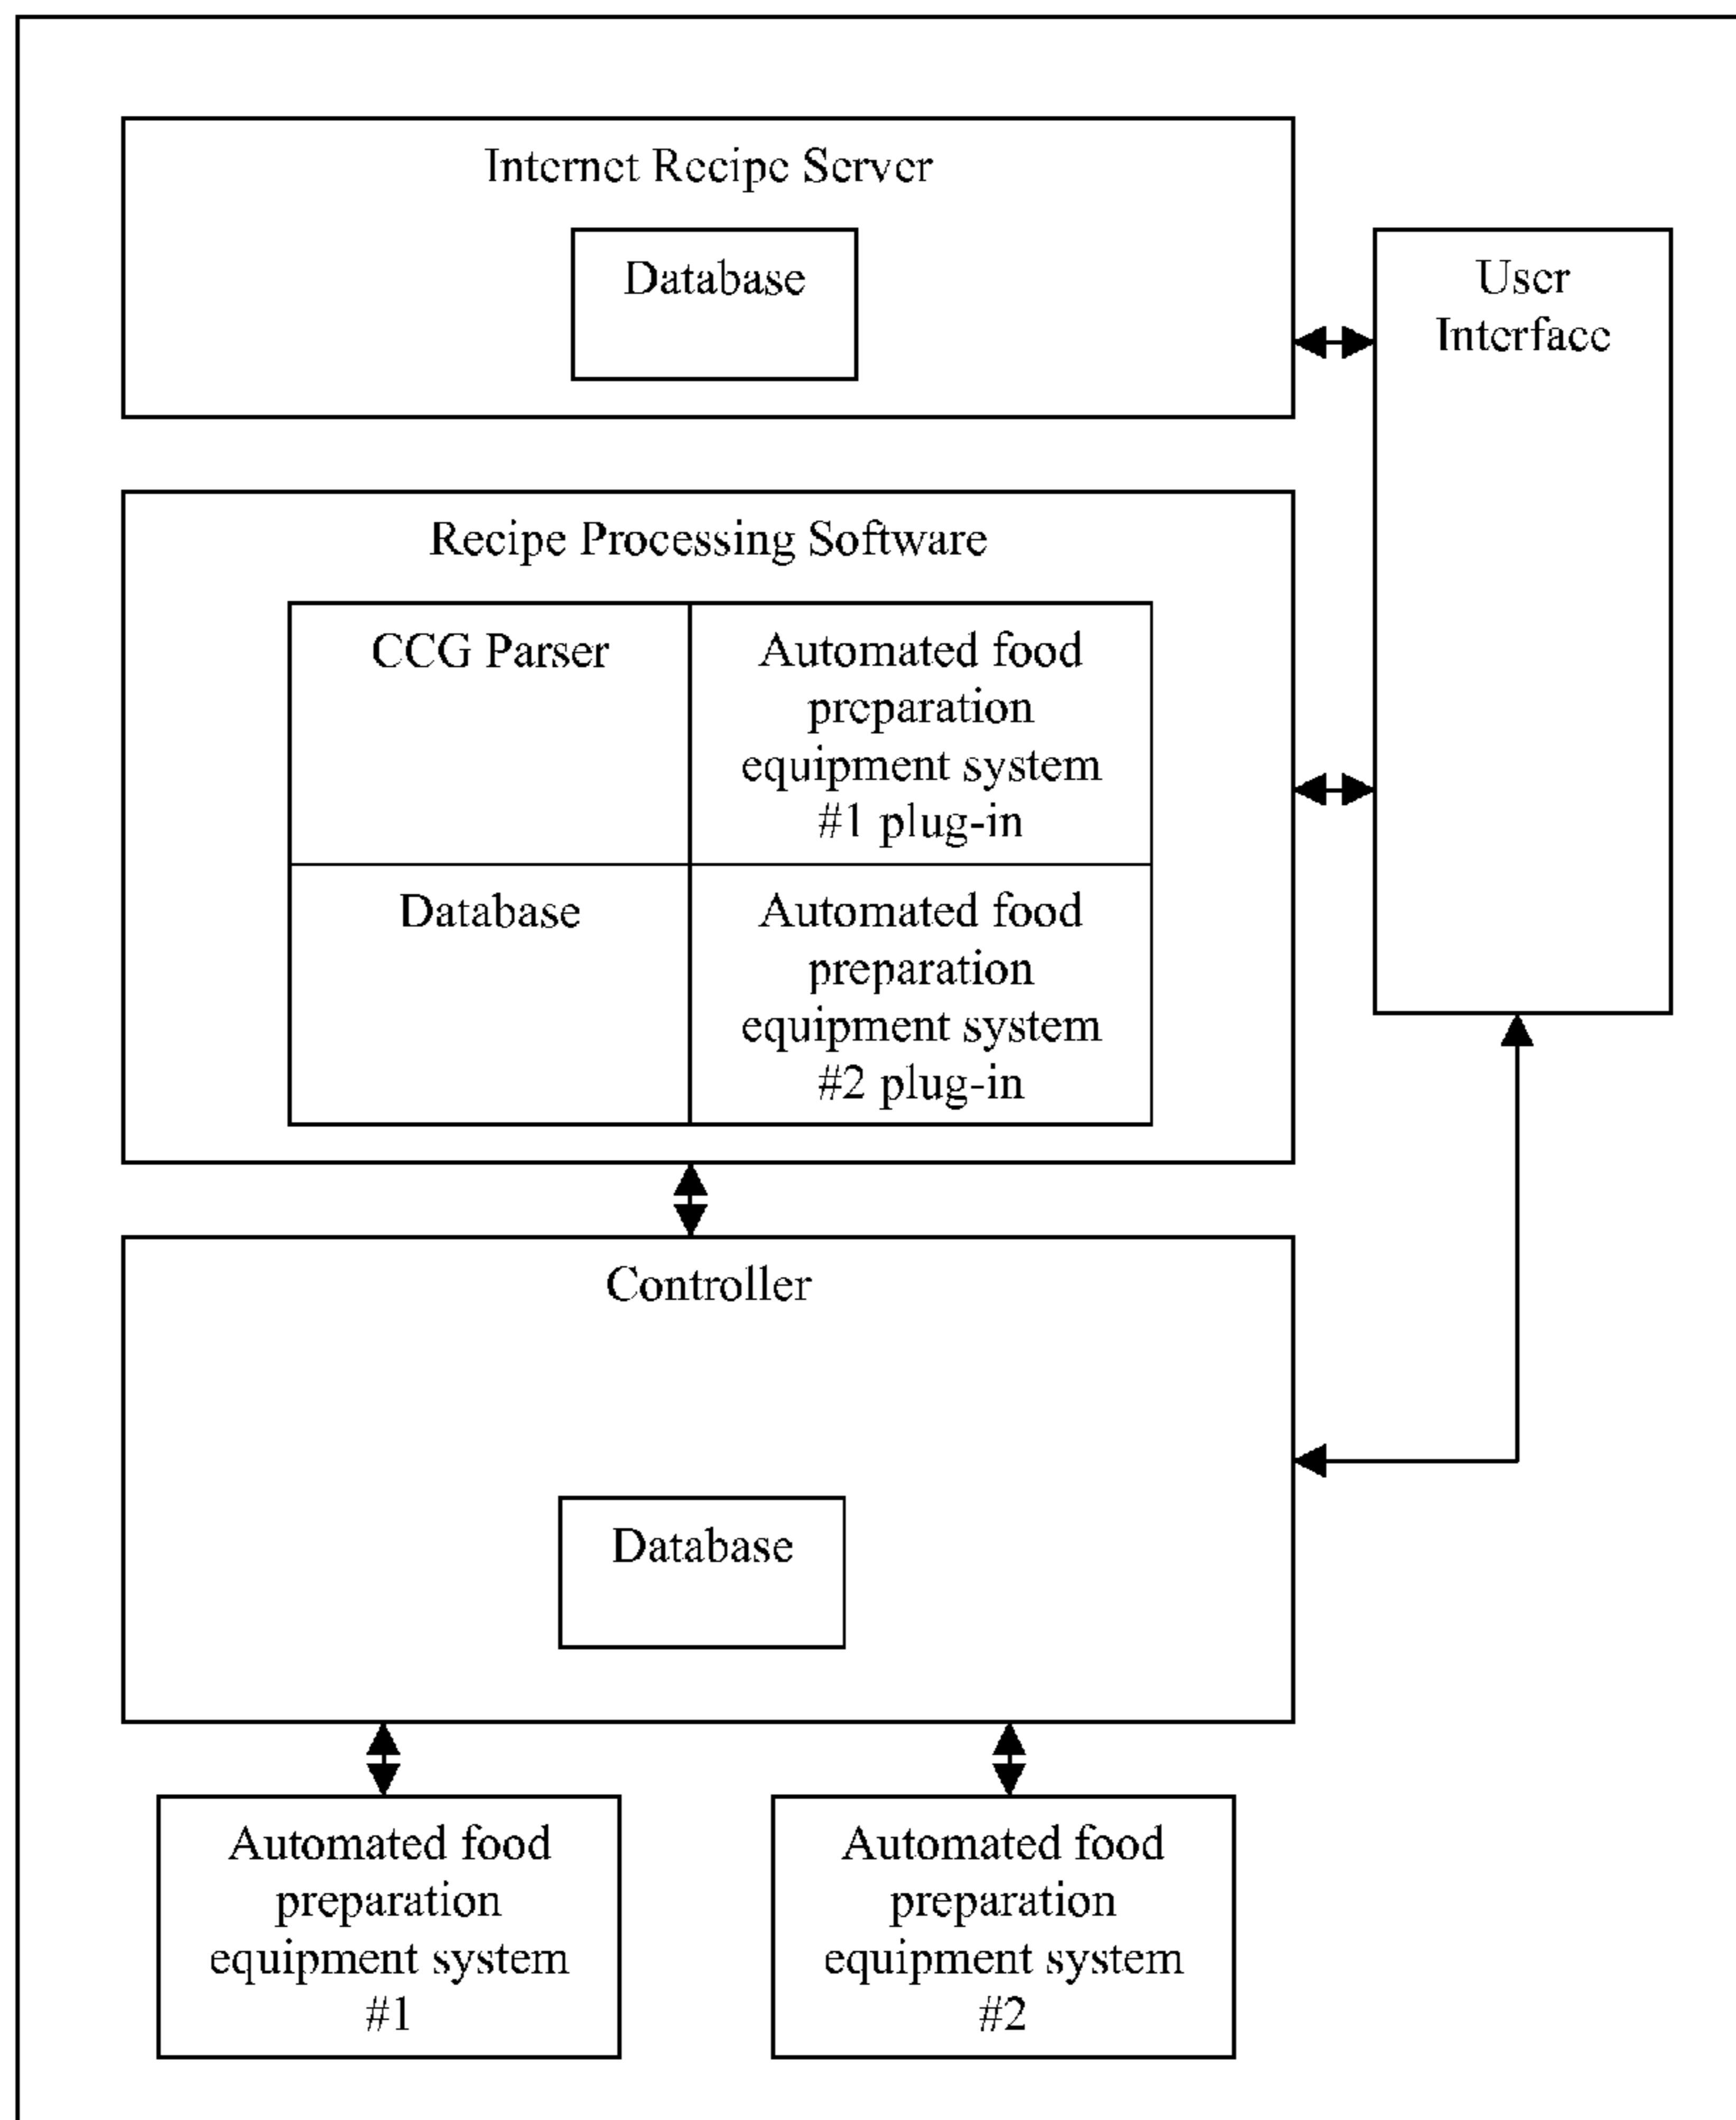 Internet Recipe Server
Database
User
Interface
Recipe Processing Software
CCG Parser
Automated food
preparation
equipment system
#1 plug-in
Database
Automated food
preparation
equipment system
#2 plug-in
Controller
Database
Automated food
preparation
equipment system
#1
Automated food
preparation
equipment system
#2